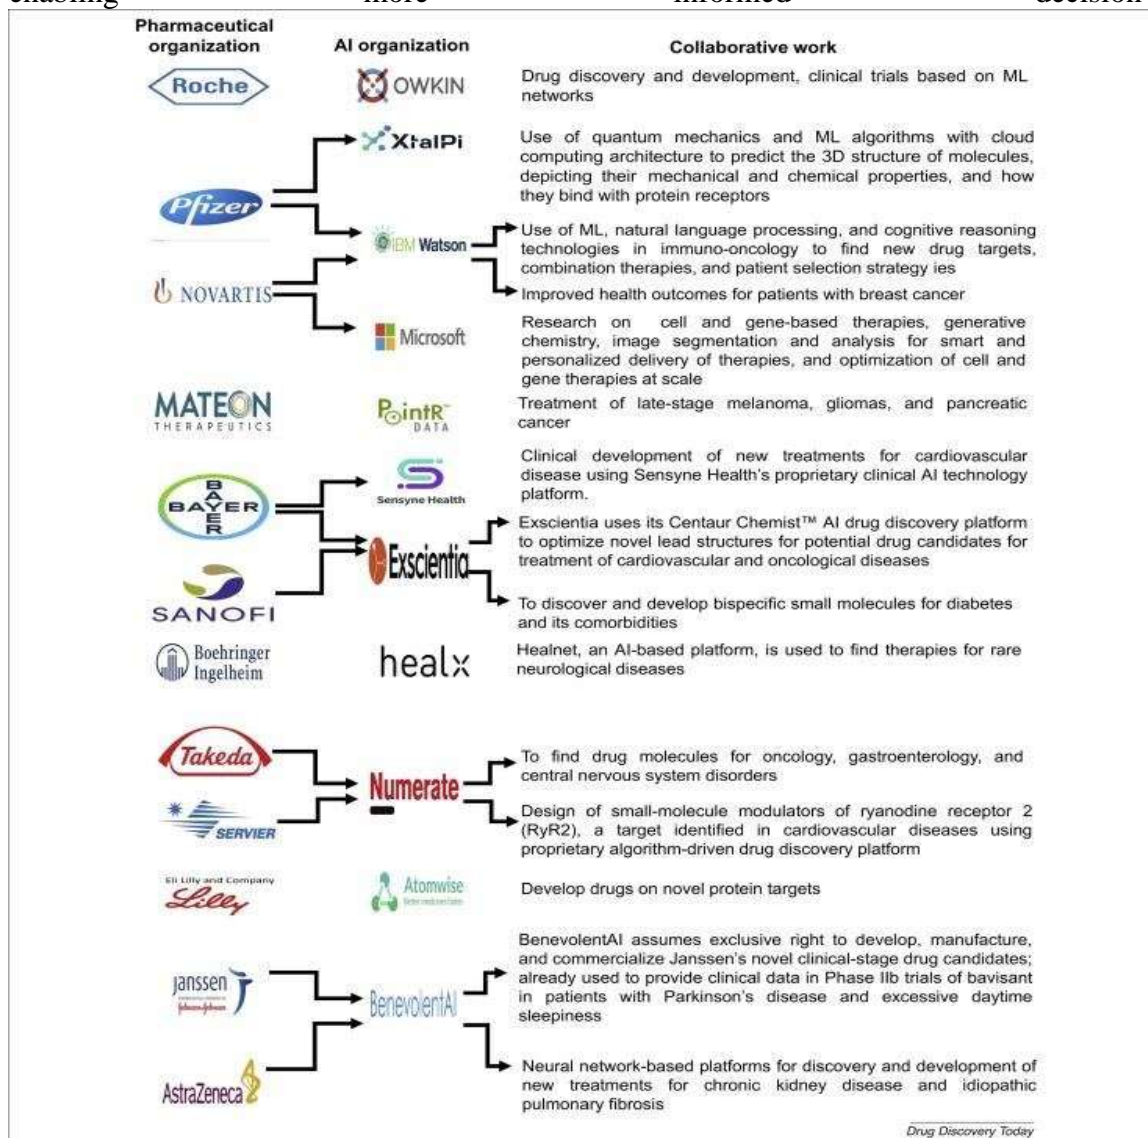 enabling more informed decision
Pharmaceutical
organization
AI organization
Collaborative work
Roche
OWKIN
Drug discovery and development, clinical trials based on ML
networks
XtalPi
Use of quantum mechanics and ML algorithms with cloud
computing architecture to predict the 3D structure of molecules,
depicting their mechanical and chemical properties, and how
they bind with protein receptors
Pfizer
IBM Watson
Use of ML, natural language processing, and cognitive reasoning
technologies in immuno-oncology to find new drug targets,
combination therapies, and patient selection strategy ies
Improved health outcomes for patients with breast cancer
NOVARTIS
Microsoft
Research on cell and gene-based therapies, generative
chemistry, image segmentation and analysis for smart and
personalized delivery of therapies, and optimization of cell and
gene therapies at scale
MATEON
THERAPEUTICS
PointR™
DATA
Treatment of late-stage melanoma, gliomas, and pancreatic
cancer
BAYER
BAYER
Sensyne Health
Clinical development of new treatments for cardiovascular
disease using Sensyne Health's proprietary clinical AI technology
platform.
Exscientia
Exscientia uses its Centaur Chemist™ AI drug discovery platform
to optimize novel lead structures for potential drug candidates for
treatment of cardiovascular and oncological diseases
SANOFI
To discover and develop bispecific small molecules for diabetes
and its comorbidities
Boehringer
Ingelheim
healx
Healnet, an AI-based platform, is used to find therapies for rare
neurological diseases
Takeda
Numerate
To find drug molecules for oncology, gastroenterology, and
central nervous system disorders
SERVIER
Design of small-molecule modulators of ryanodine receptor 2
(RyR2), a target identified in cardiovascular diseases using
proprietary algorithm-driven drug discovery platform
Eli Lilly and Company
Lilly
Atomwise
Better medicines faster
Develop drugs on novel protein targets
janssen
Johnson-Johnson
BenevolentAI
BenevolentAI assumes exclusive right to develop, manufacture,
and commercialize Janssen's novel clinical-stage drug candidates;
already used to provide clinical data in Phase IIb trials of bavisant
in patients with Parkinson's disease and excessive daytime
sleepiness
AstraZeneca
Neural network-based platforms for discovery and development of
new treatments for chronic kidney disease and idiopathic
pulmonary fibrosis
Drug Discovery Today